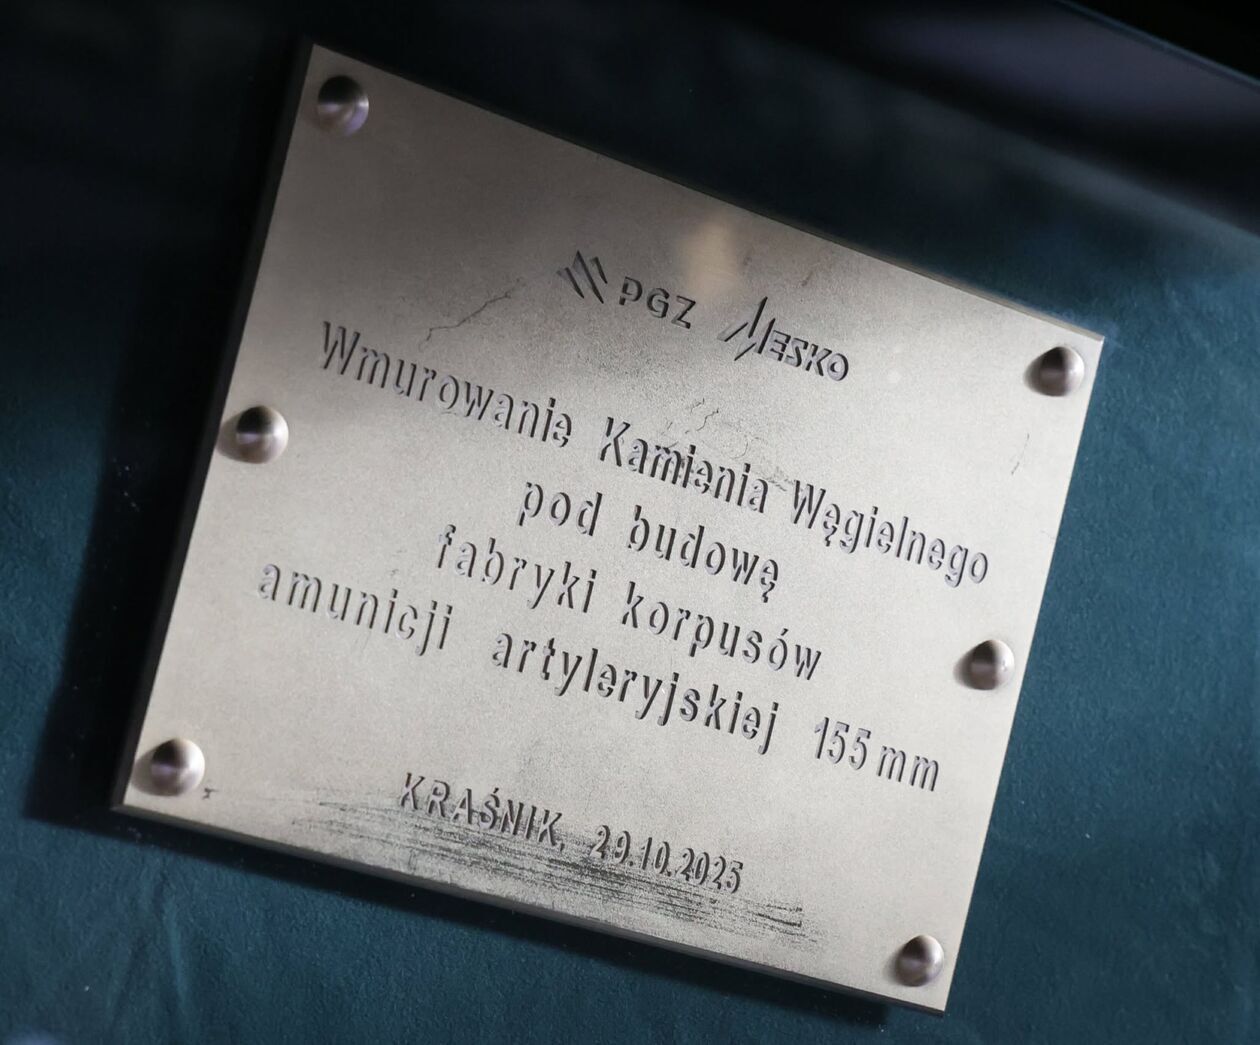 PGZ MESKO
Wmurowanie Kamienia Węgielnego
pod budowę
fabryki korpusów
amunicji artyleryjskiej 155 mm
KRAŚNIK, 29.10.2025